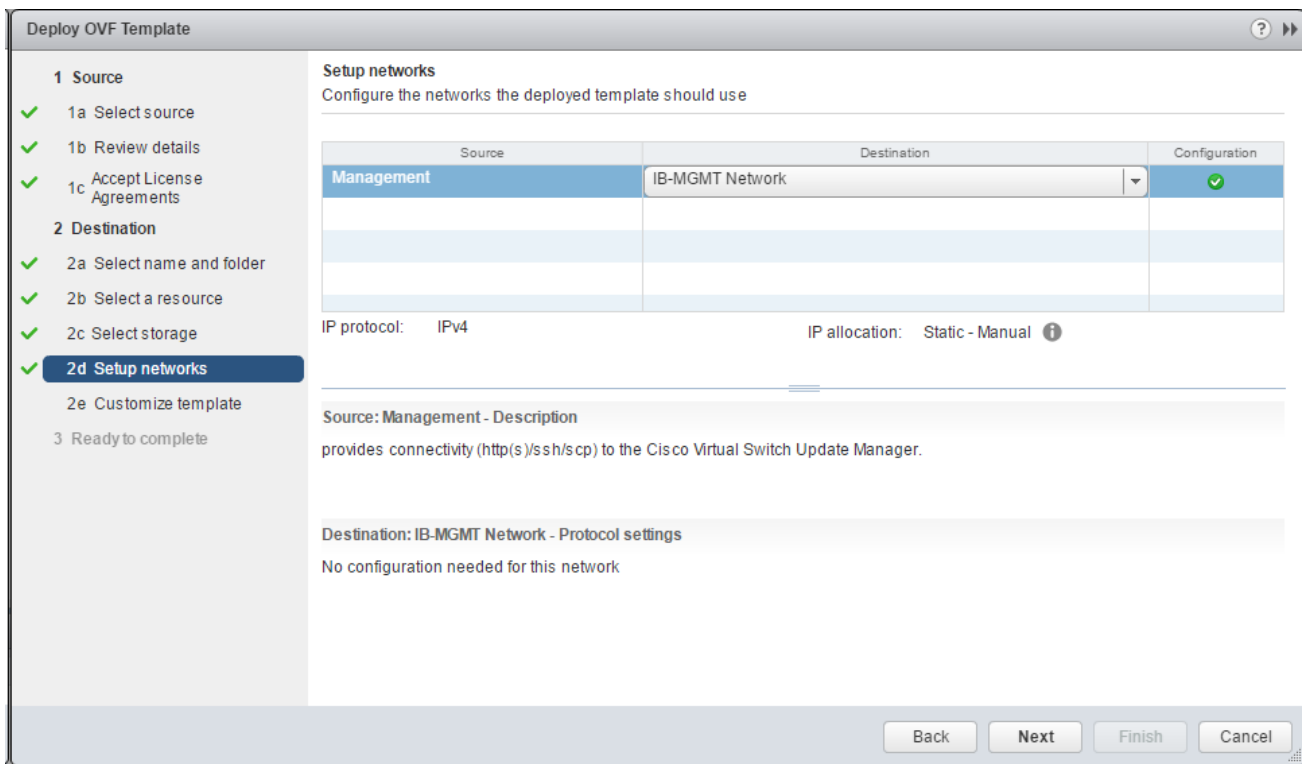 Deploy OVF Template
1 Source
1a Select source
1b Review details
1c Accept License
Agreements
2 Destination
2a Select name and folder
2b Select a resource
2c Select storage
2d Setup networks
2e Customize template
3 Ready to complete
Setup networks
Configure the networks the deployed template should use
Source Destination Configuration
Management IB-MGMT Network
IP protocol: IPv4 IP allocation: Static - Manual
Source: Management - Description
provides connectivity (http(s)/ssh/scp) to the Cisco Virtual Switch Update Manager.
Destination: IB-MGMT Network - Protocol settings
No configuration needed for this network
Back Next Finish Cancel